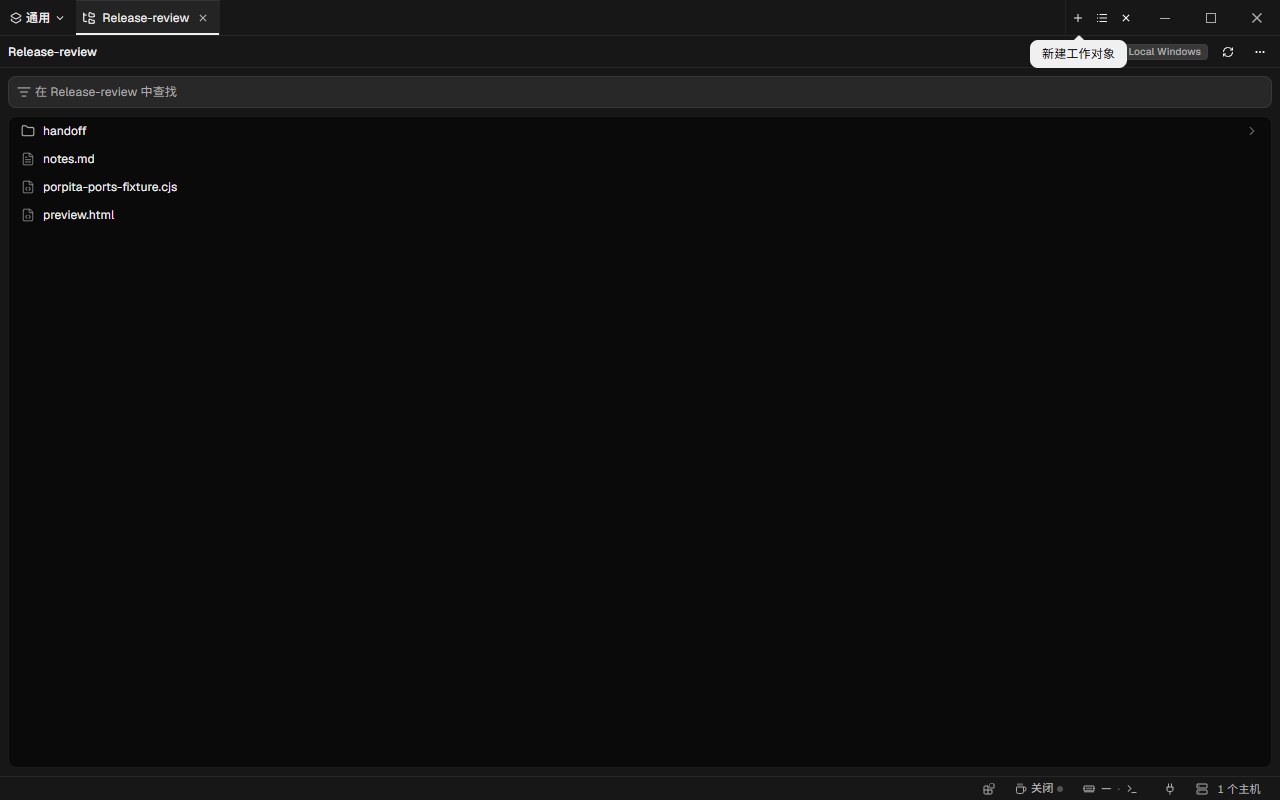 通用
Release-review
Release-review
新建工作对象
Local Windows
在 Release-review 中查找
handoff
notes.md
porpita-ports-fixture.cjs
preview.html
关闭
1 个主机